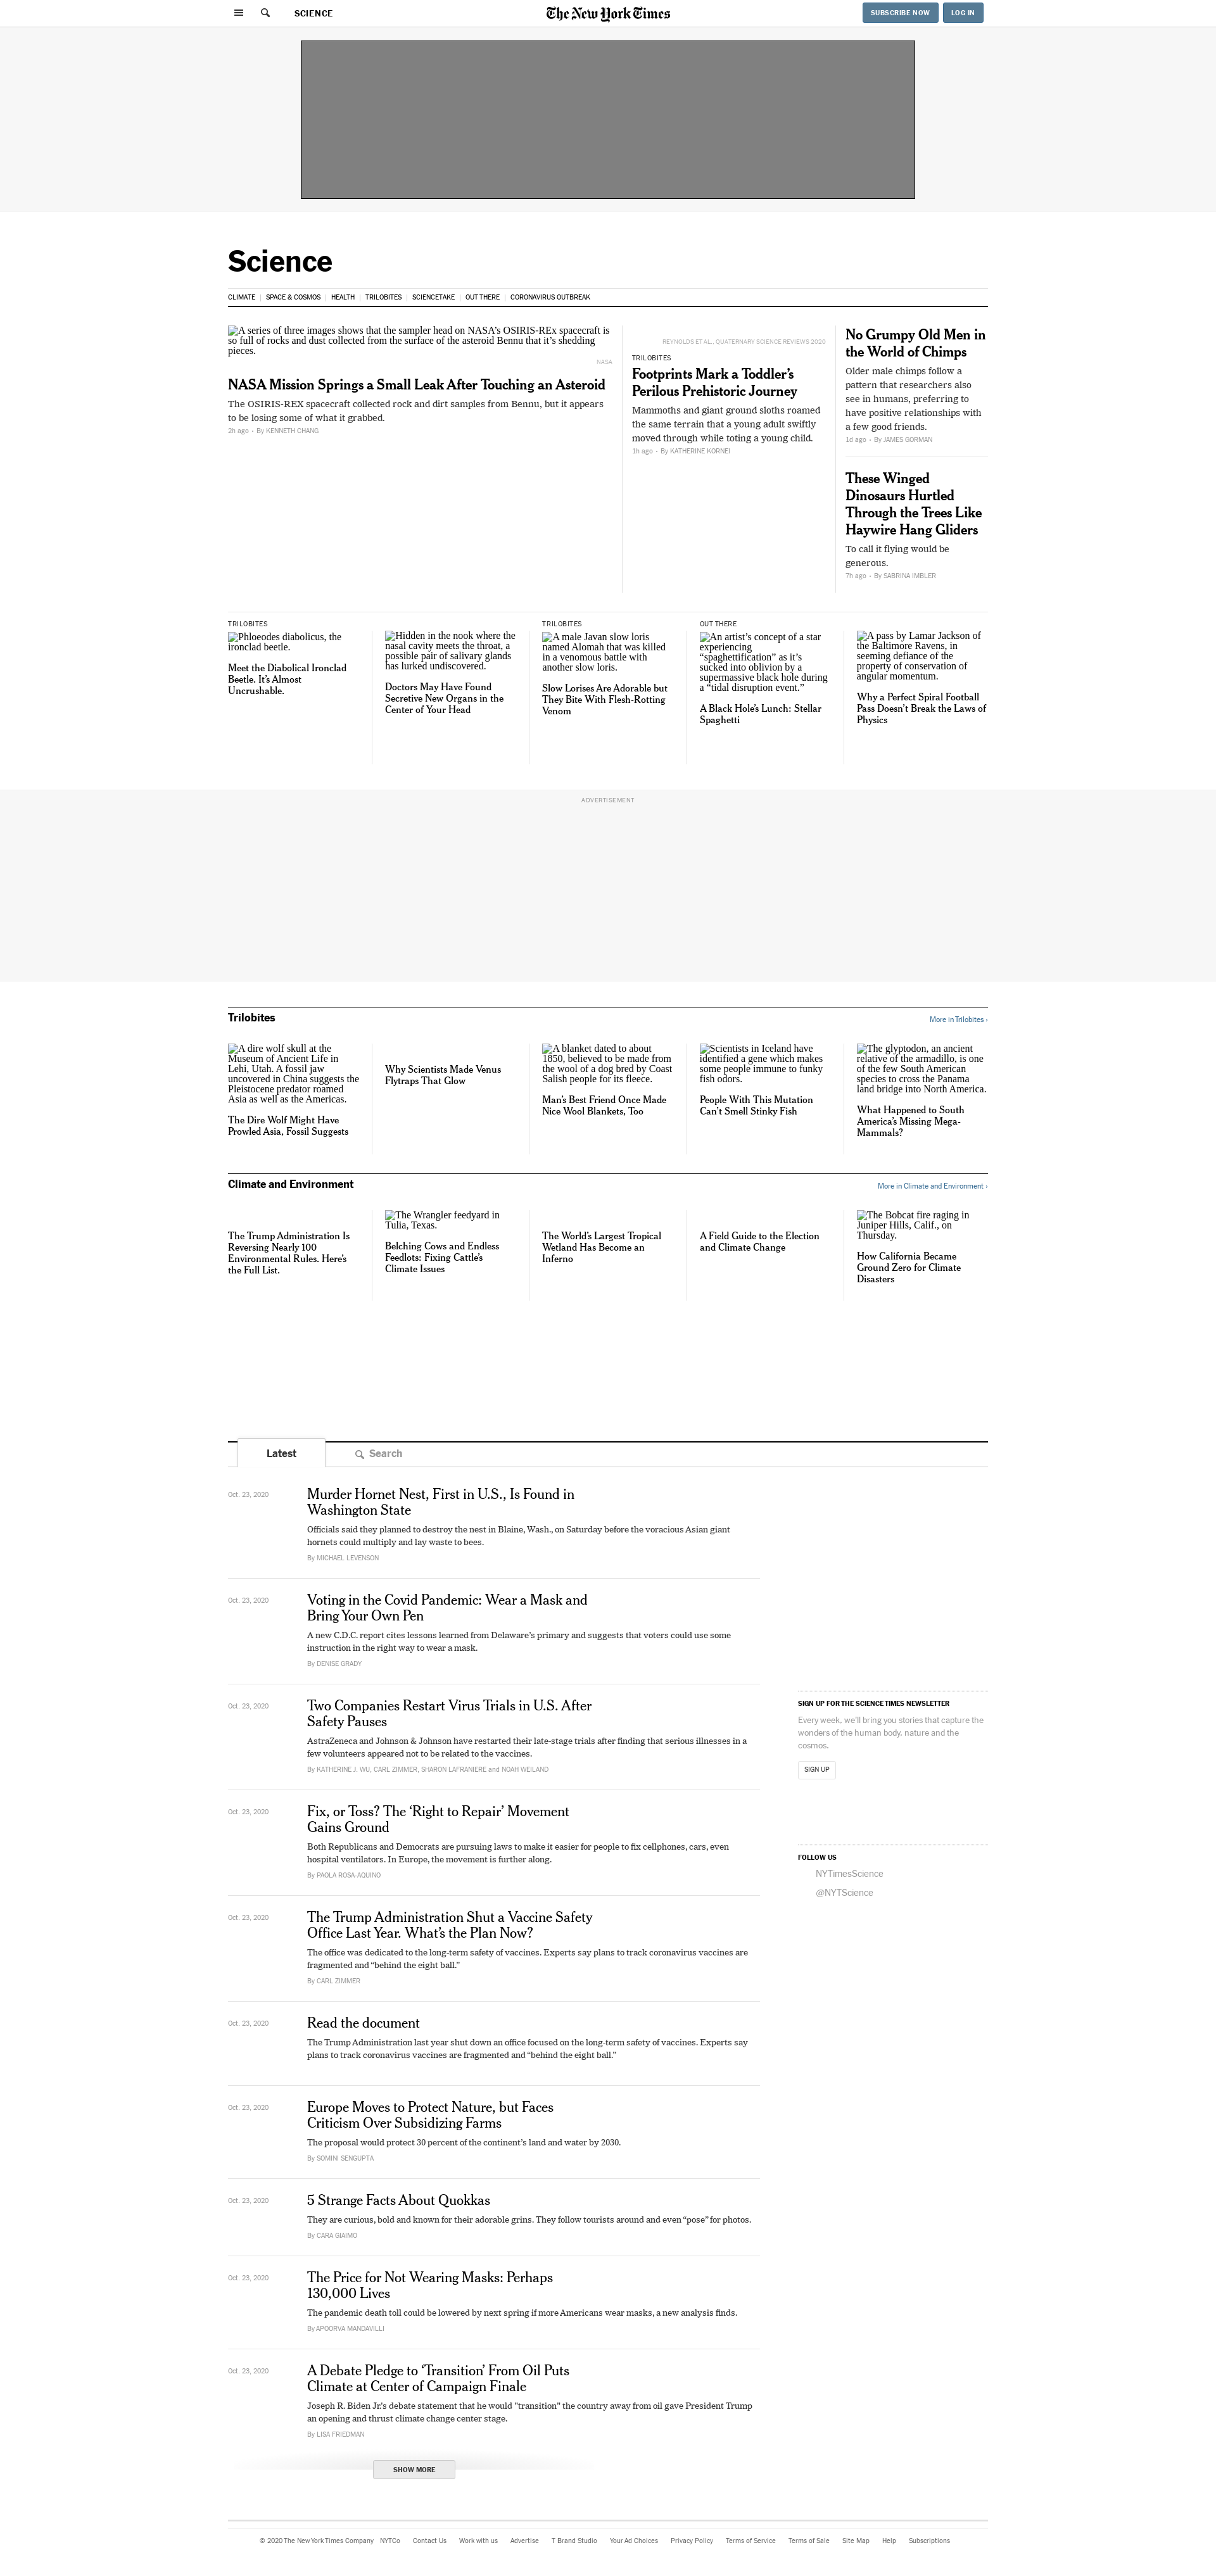 SCIENCE
The New York Times
SUBSCRIBE NOW
LOG IN
Science
CLIMATE
SPACE & COSMOS
HEALTH
TRILOBITES
SCIENCETAKE
OUT THERE
CORONAVIRUS OUTBREAK
A series of three images shows that the sampler head on NASA's OSIRIS-REx spacecraft is
so full of rocks and dust collected from the surface of the asteroid Bennu that it's shedding
pieces.
NASA
NASA Mission Springs a Small Leak After Touching an Asteroid
The OSIRIS-REX spacecraft collected rock and dirt samples from Bennu, but it appears
to be losing some of what it grabbed.
2h ago • By KENNETH CHANG
REYNOLDS ET AL., QUATERNARY SCIENCE REVIEWS 2020
TRILOBITES
Footprints Mark a Toddler's
Perilous Prehistoric Journey
Mammoths and giant ground sloths roamed
the same terrain that a young adult swiftly
moved through while toting a young child.
1h ago • By KATHERINE KORNEI
No Grumpy Old Men in
the World of Chimps
Older male chimps follow a
pattern that researchers also
see in humans, preferring to
have positive relationships with
a few good friends.
1d ago • By JAMES GORMAN
These Winged
Dinosaurs Hurtled
Through the Trees Like
Haywire Hang Gliders
To call it flying would be
generous.
7h ago • By SABRINA IMBLER
TRILOBITES
Phloeodes diabolicus, the
ironclad beetle.
Meet the Diabolical Ironclad
Beetle. It's Almost
Uncrushable.
Hidden in the nook where the
nasal cavity meets the throat, a
possible pair of salivary glands
has lurked undiscovered.
Doctors May Have Found
Secretive New Organs in the
Center of Your Head
TRILOBITES
A male Javan slow loris
named Alomah that was killed
in a venomous battle with
another slow loris.
Slow Lorises Are Adorable but
They Bite With Flesh-Rotting
Venom
OUT THERE
An artist's concept of a star
experiencing
“spaghettification” as it's
sucked into oblivion by a
supermassive black hole during
a “tidal disruption event.”
A Black Hole's Lunch: Stellar
Spaghetti
A pass by Lamar Jackson of
the Baltimore Ravens, in
seeming defiance of the
property of conservation of
angular momentum.
Why a Perfect Spiral Football
Pass Doesn't Break the Laws of
Physics
ADVERTISEMENT
Trilobites
More in Trilobites ›
A dire wolf skull at the
Museum of Ancient Life in
Lehi, Utah. A fossil jaw
uncovered in China suggests the
Pleistocene predator roamed
Asia as well as the Americas.
The Dire Wolf Might Have
Prowled Asia, Fossil Suggests
Why Scientists Made Venus
Flytraps That Glow
A blanket dated to about
1850, believed to be made from
the wool of a dog bred by Coast
Salish people for its fleece.
Man's Best Friend Once Made
Nice Wool Blankets, Too
Scientists in Iceland have
identified a gene which makes
some people immune to funky
fish odors.
People With This Mutation
Can't Smell Stinky Fish
The glyptodon, an ancient
relative of the armadillo, is one
of the few South American
species to cross the Panama
land bridge into North America.
What Happened to South
America's Missing Mega-
Mammals?
Climate and Environment
More in Climate and Environment ›
The Trump Administration Is
Reversing Nearly 100
Environmental Rules. Here's
the Full List.
The Wrangler feedyard in
Tulia, Texas.
Belching Cows and Endless
Feedlots: Fixing Cattle's
Climate Issues
The World's Largest Tropical
Wetland Has Become an
Inferno
A Field Guide to the Election
and Climate Change
The Bobcat fire raging in
Juniper Hills, Calif., on
Thursday.
How California Became
Ground Zero for Climate
Disasters
Latest
Search
Oct. 23, 2020
Murder Hornet Nest, First in U.S., Is Found in
Washington State
Officials said they planned to destroy the nest in Blaine, Wash., on Saturday before the voracious Asian giant
hornets could multiply and lay waste to bees.
By MICHAEL LEVENSON
Oct. 23, 2020
Voting in the Covid Pandemic: Wear a Mask and
Bring Your Own Pen
A new C.D.C. report cites lessons learned from Delaware's primary and suggests that voters could use some
instruction in the right way to wear a mask.
By DENISE GRADY
Oct. 23, 2020
Two Companies Restart Virus Trials in U.S. After
Safety Pauses
AstraZeneca and Johnson & Johnson have restarted their late-stage trials after finding that serious illnesses in a
few volunteers appeared not to be related to the vaccines.
By KATHERINE J. WU, CARL ZIMMER, SHARON LAFRANIERE and NOAH WEILAND
Oct. 23, 2020
Fix, or Toss? The ‘Right to Repair’ Movement
Gains Ground
Both Republicans and Democrats are pursuing laws to make it easier for people to fix cellphones, cars, even
hospital ventilators. In Europe, the movement is further along.
By PAOLA ROSA-AQUINO
Oct. 23, 2020
The Trump Administration Shut a Vaccine Safety
Office Last Year. What's the Plan Now?
The office was dedicated to the long-term safety of vaccines. Experts say plans to track coronavirus vaccines are
fragmented and “behind the eight ball.”
By CARL ZIMMER
Oct. 23, 2020
Read the document
The Trump Administration last year shut down an office focused on the long-term safety of vaccines. Experts say
plans to track coronavirus vaccines are fragmented and “behind the eight ball.”
Oct. 23, 2020
Europe Moves to Protect Nature, but Faces
Criticism Over Subsidizing Farms
The proposal would protect 30 percent of the continent's land and water by 2030.
By SOMINI SENGUPTA
Oct. 23, 2020
5 Strange Facts About Quokkas
They are curious, bold and known for their adorable grins. They follow tourists around and even “pose” for photos.
By CARA GIAIMO
Oct. 23, 2020
The Price for Not Wearing Masks: Perhaps
130,000 Lives
The pandemic death toll could be lowered by next spring if more Americans wear masks, a new analysis finds.
By APOORVA MANDAVILLI
Oct. 23, 2020
A Debate Pledge to ‘Transition’ From Oil Puts
Climate at Center of Campaign Finale
Joseph R. Biden Jr.'s debate statement that he would "transition" the country away from oil gave President Trump
an opening and thrust climate change center stage.
By LISA FRIEDMAN
SHOW MORE
SIGN UP FOR THE SCIENCE TIMES NEWSLETTER
Every week, we'll bring you stories that capture the
wonders of the human body, nature and the
cosmos.
SIGN UP
FOLLOW US
NYTimesScience
@NYTScience
© 2020 The New York Times Company
NYTCo
Contact Us
Work with us
Advertise
T Brand Studio
Your Ad Choices
Privacy Policy
Terms of Service
Terms of Sale
Site Map
Help
Subscriptions